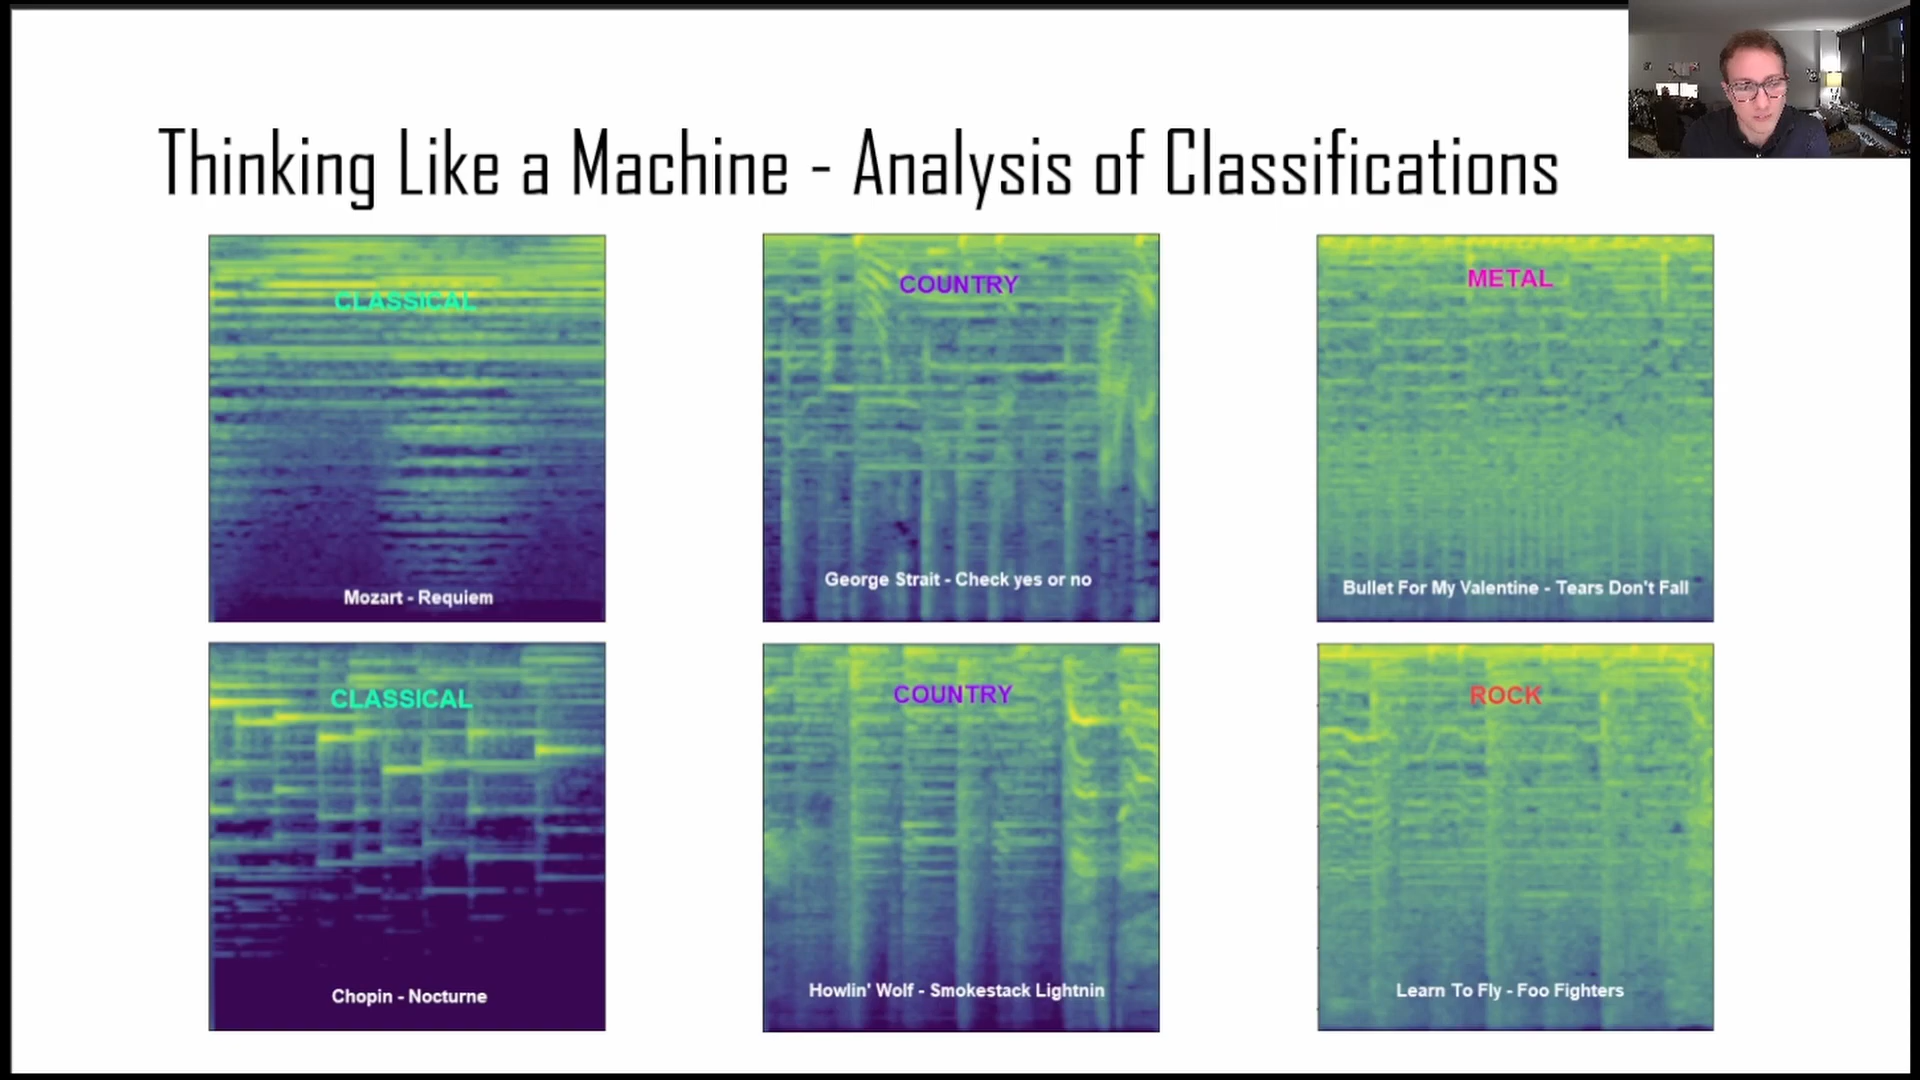 Thinking Like a Machine - Analysis of Classifications
CLASSICAL
Mozart - Requiem
COUNTRY
George Strait - Check yes or no
METAL
Bullet For My Valentine - Tears Don't Fall
CLASSICAL
Chopin - Nocturne
COUNTRY
Howlin' Wolf - Smokestack Lightnin
ROCK
Learn To Fly - Foo Fighters